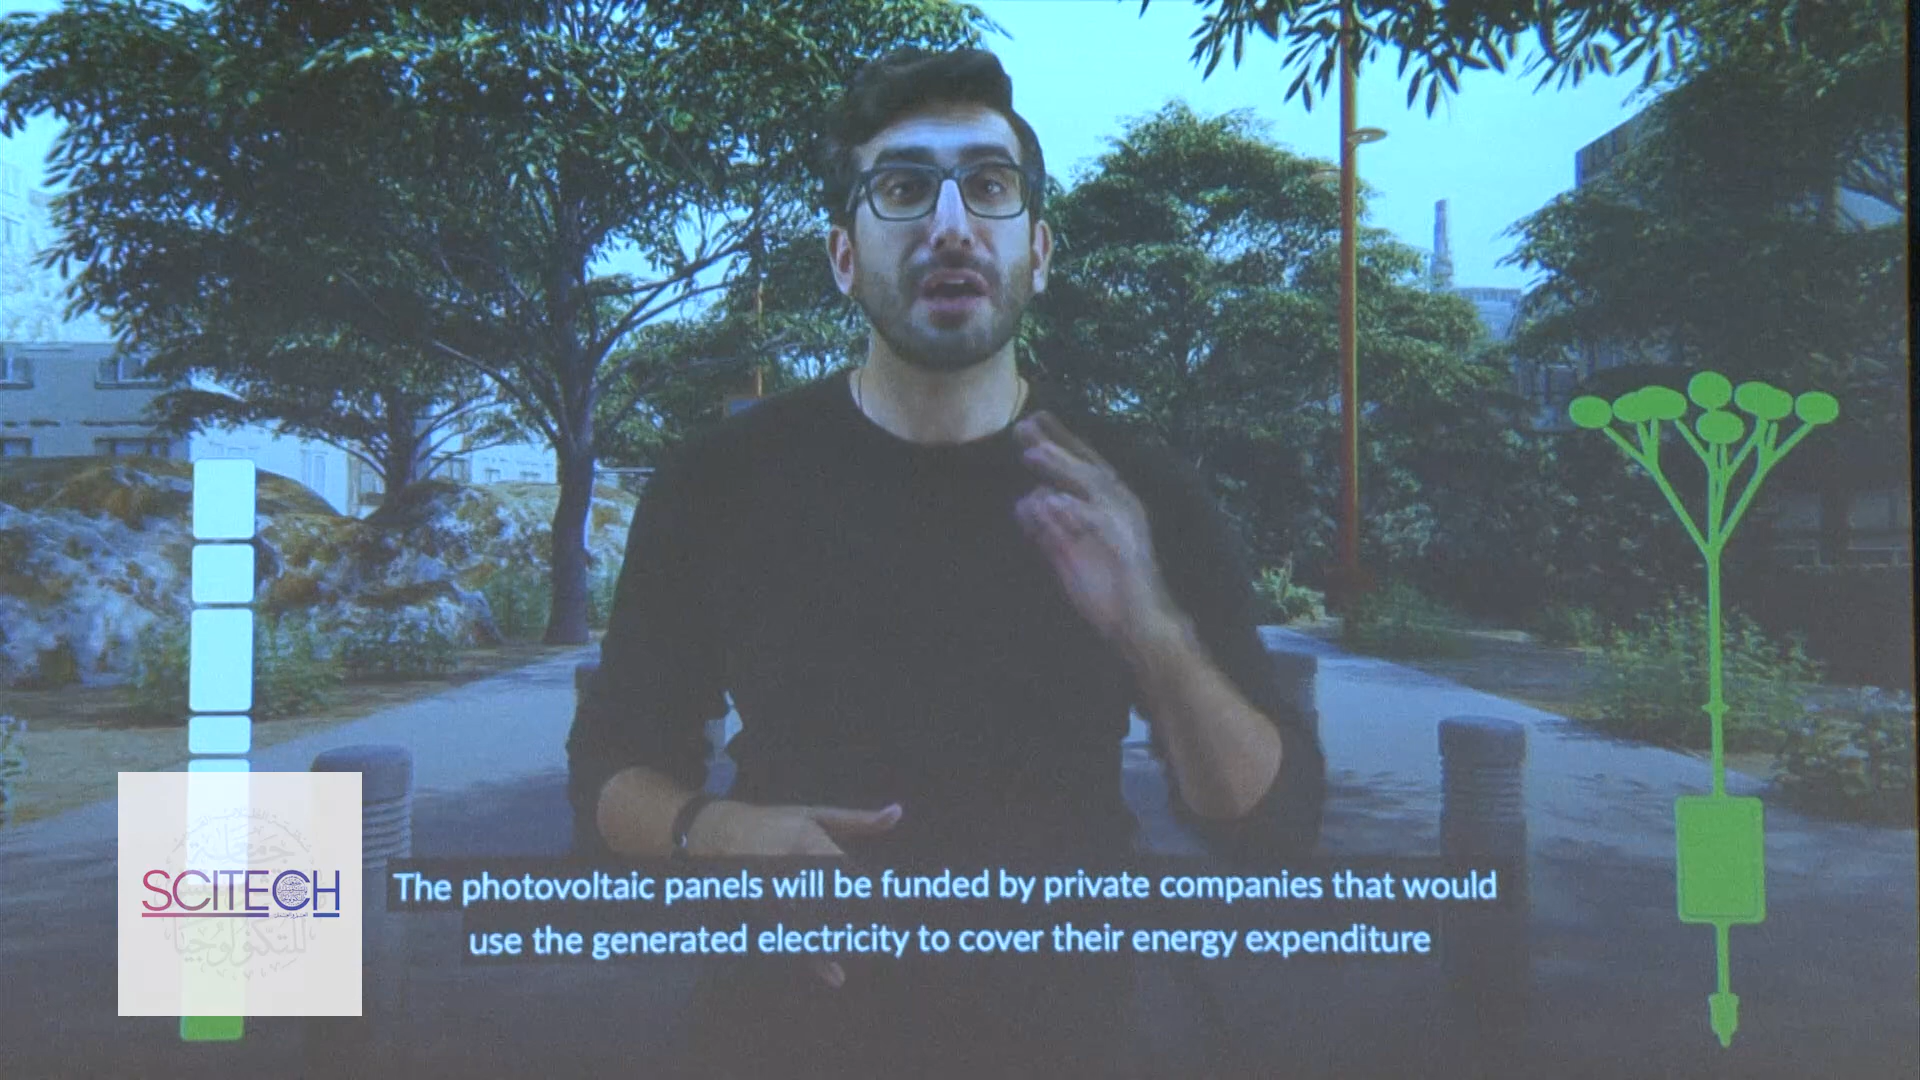 SCITECH
The photovoltaic panels will be funded by private companies that would
use the generated electricity to cover their energy expenditure